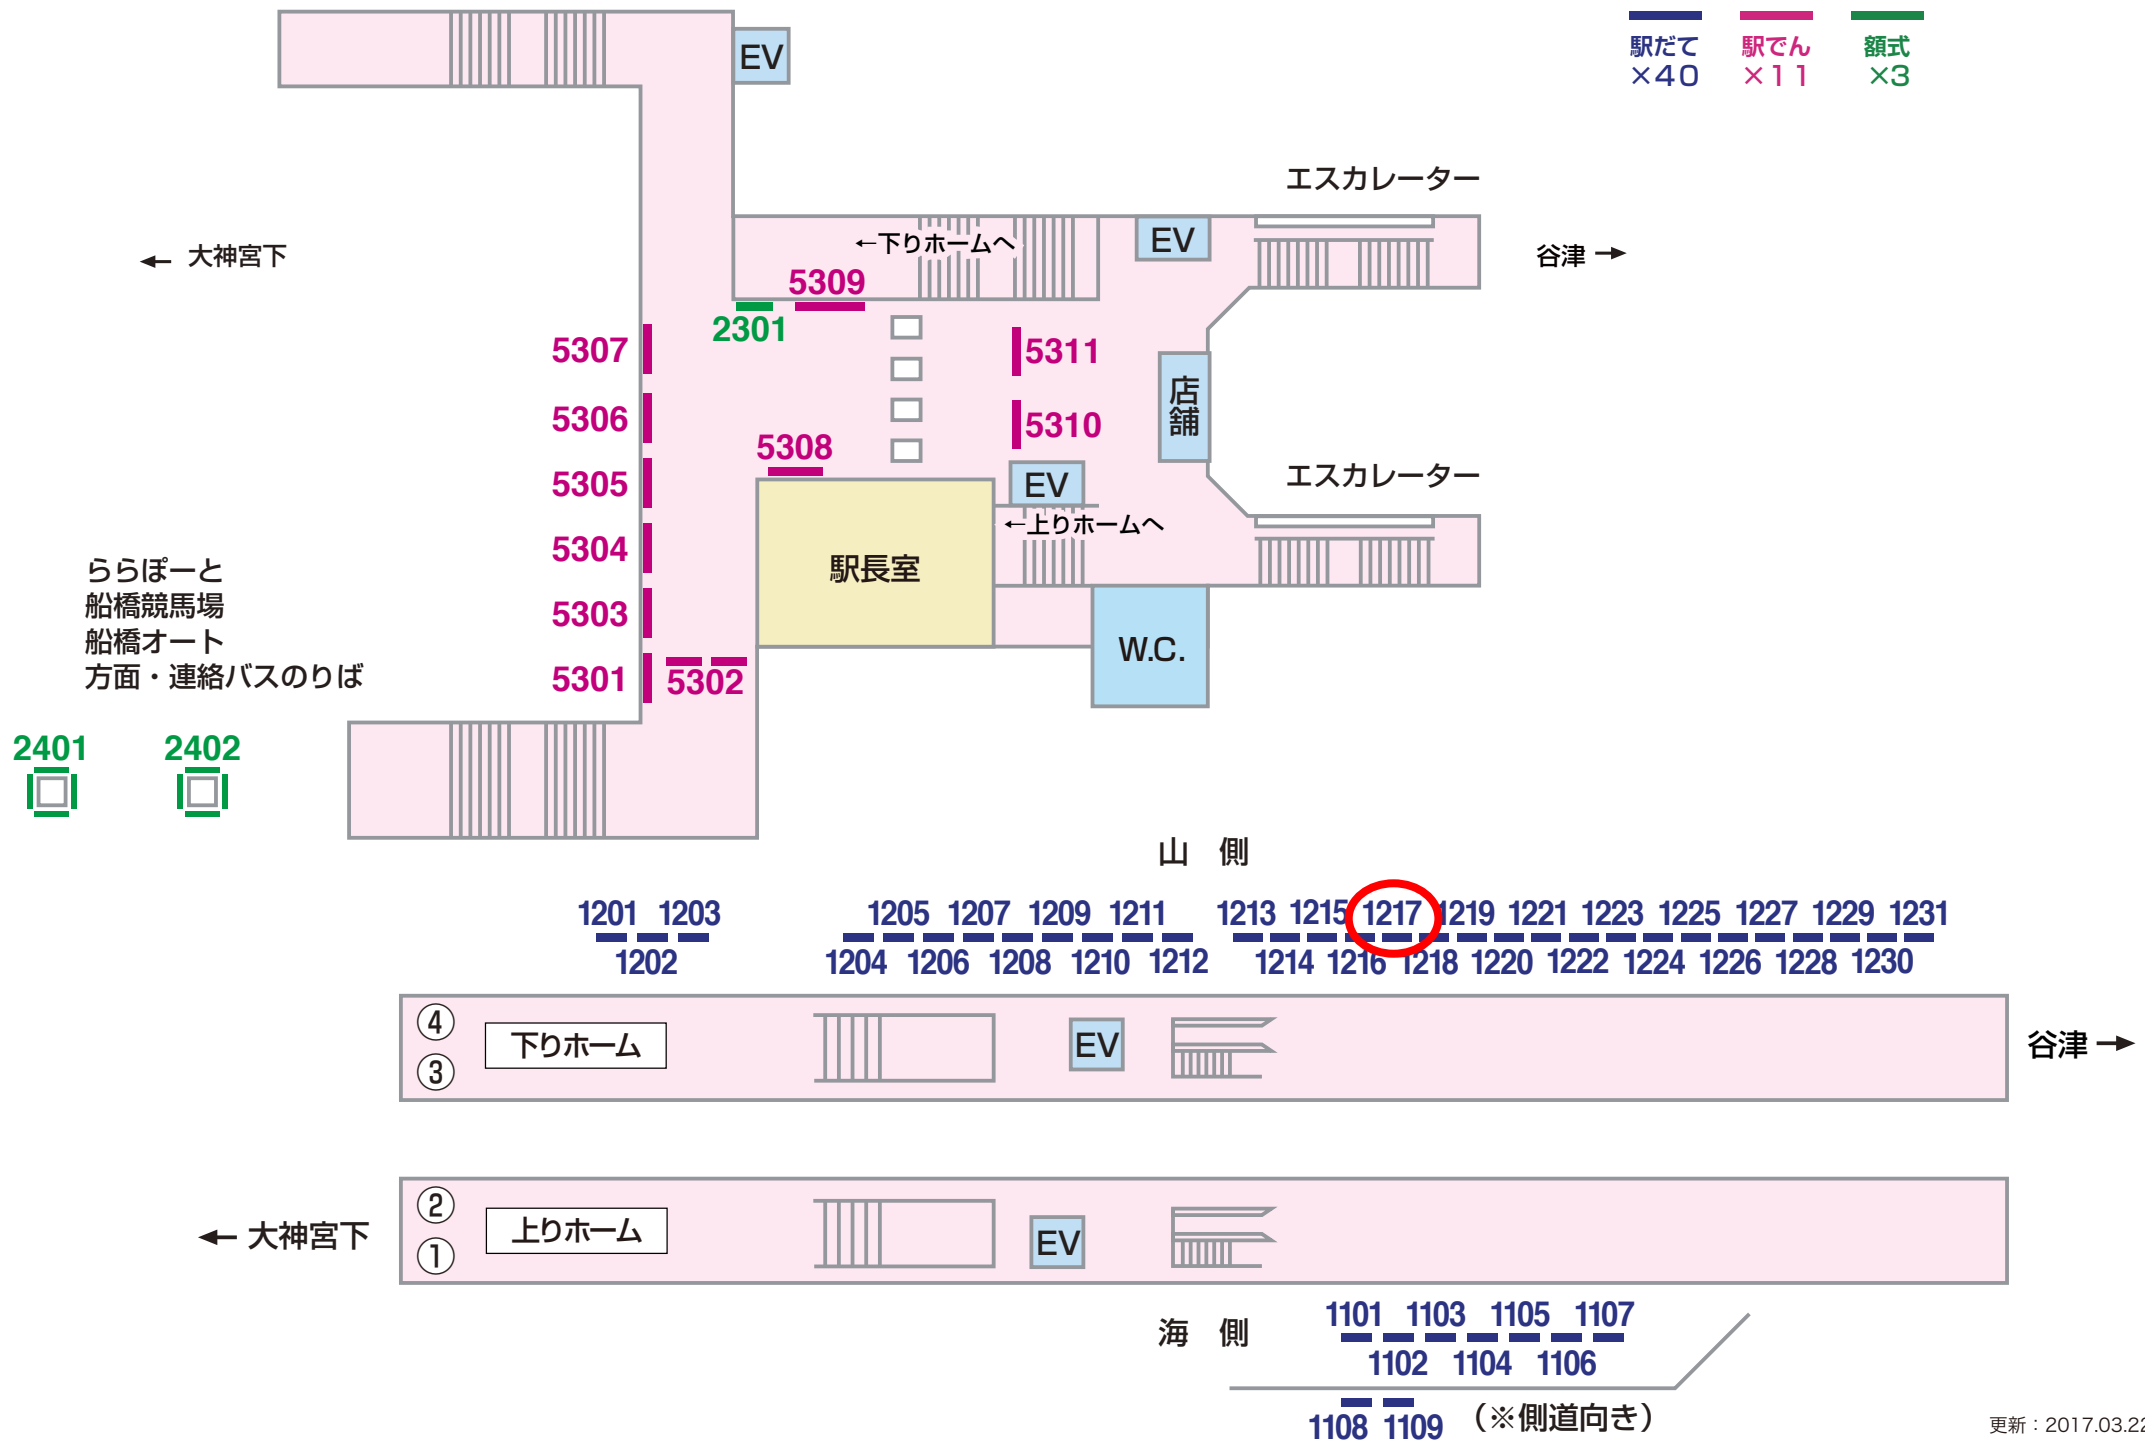 駅だて
×40
駅でん
×11
額式
×3
EV
エスカレーター
← 大神宮下
←下りホームへ
EV
谷津 →
5309
2301
5307
5311
店舗
5306
5310
5308
5305
EV
エスカレーター
←上りホームへ
5304
駅長室
ららぽーと
船橋競馬場
船橋オート
方面・連絡バスのりば
5303
W.C.
5301
5302
2401
2402
山 側
1201 1203 1205 1207 1209 1211 1213 1215 1217 1219 1221 1223 1225 1227 1229 1231
1202 1204 1206 1208 1210 1212 1214 1216 1218 1220 1222 1224 1226 1228 1230
④
下りホーム
EV
谷津 →
③
②
← 大神宮下
上りホーム
EV
①
海 側
1101 1103 1105 1107
1102 1104 1106
1108 1109
(※側道向き)
更新：2017.03.22